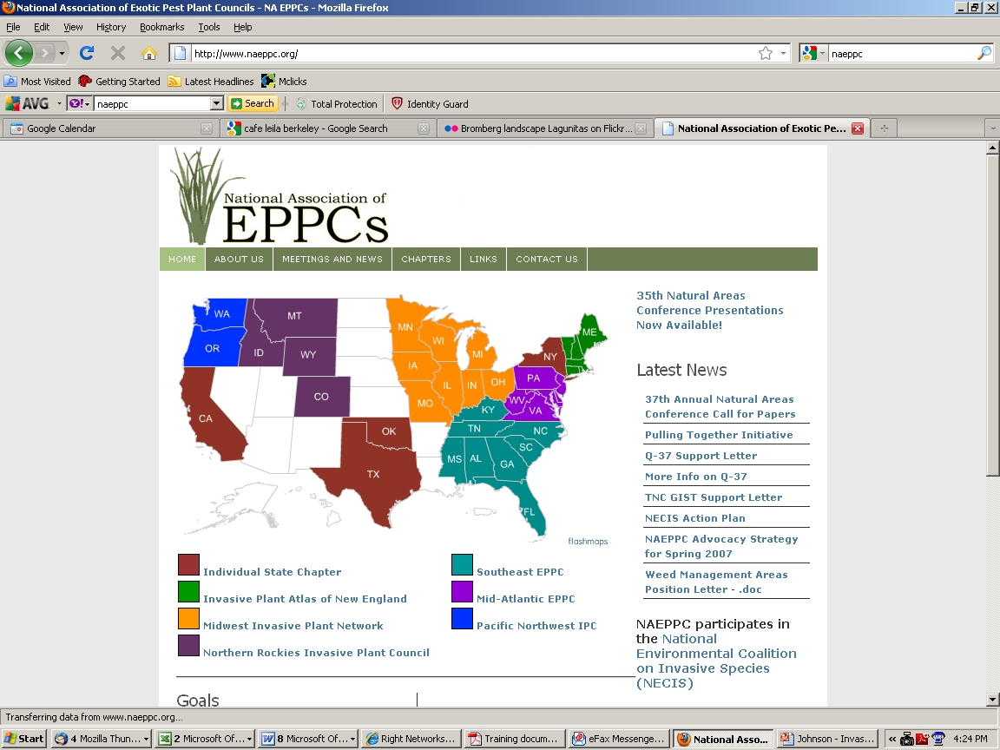 National Association of Exotic Pest Plant Councils - NA EPPCs - Mozilla Firefox
File Edit View History Bookmarks Tools Help
http://www.naeppc.org/
naeppc
Most Visited Getting Started Latest Headlines Mclicks
AVG Y! naeppc Search Total Protection Identity Guard
Google Calendar
cafe leila berkeley - Google Search
Bromberg landscape Lagunitas on Flickr...
National Association of Exotic Pe...
National Association of
EPPCs
HOME ABOUT US MEETINGS AND NEWS CHAPTERS LINKS CONTACT US
WA
MT
OR
ID
WY
CO
CA
OK
TX
MN
WI
MI
IA
IL
IN
OH
MO
NY
ME
PA
WV
VA
KY
TN
NC
SC
MS
AL
GA
FL
flashmaps
Individual State Chapter
Invasive Plant Atlas of New England
Midwest Invasive Plant Network
Northern Rockies Invasive Plant Council
Southeast EPPC
Mid-Atlantic EPPC
Pacific Northwest IPC
Goals
35th Natural Areas
Conference Presentations
Now Available!
Latest News
37th Annual Natural Areas
Conference Call for Papers
Pulling Together Initiative
Q-37 Support Letter
More Info on Q-37
TNC GIST Support Letter
NECIS Action Plan
NAEPPC Advocacy Strategy
for Spring 2007
Weed Management Areas
Position Letter - .doc
NAEPPC participates in
the National
Environmental Coalition
on Invasive Species
(NECIS)
Transferring data from www.naeppc.org...
Start 4 Mozilla Thun... 2 Microsoft Of... 8 Microsoft Of... Right Networks... Training docum... eFax Messenge... National Asso... Johnson - Invas... « 4:24 PM